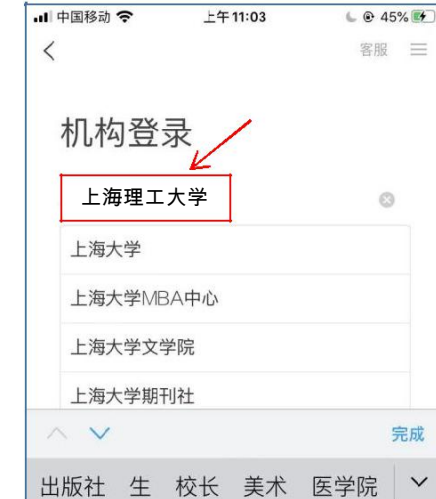 中国移动 上午11:03 45%
客服
机构登录
上海理工大学
上海大学
上海大学MBA中心
上海大学文学院
上海大学期刊社
完成
出版社 生 校长 美术 医学院